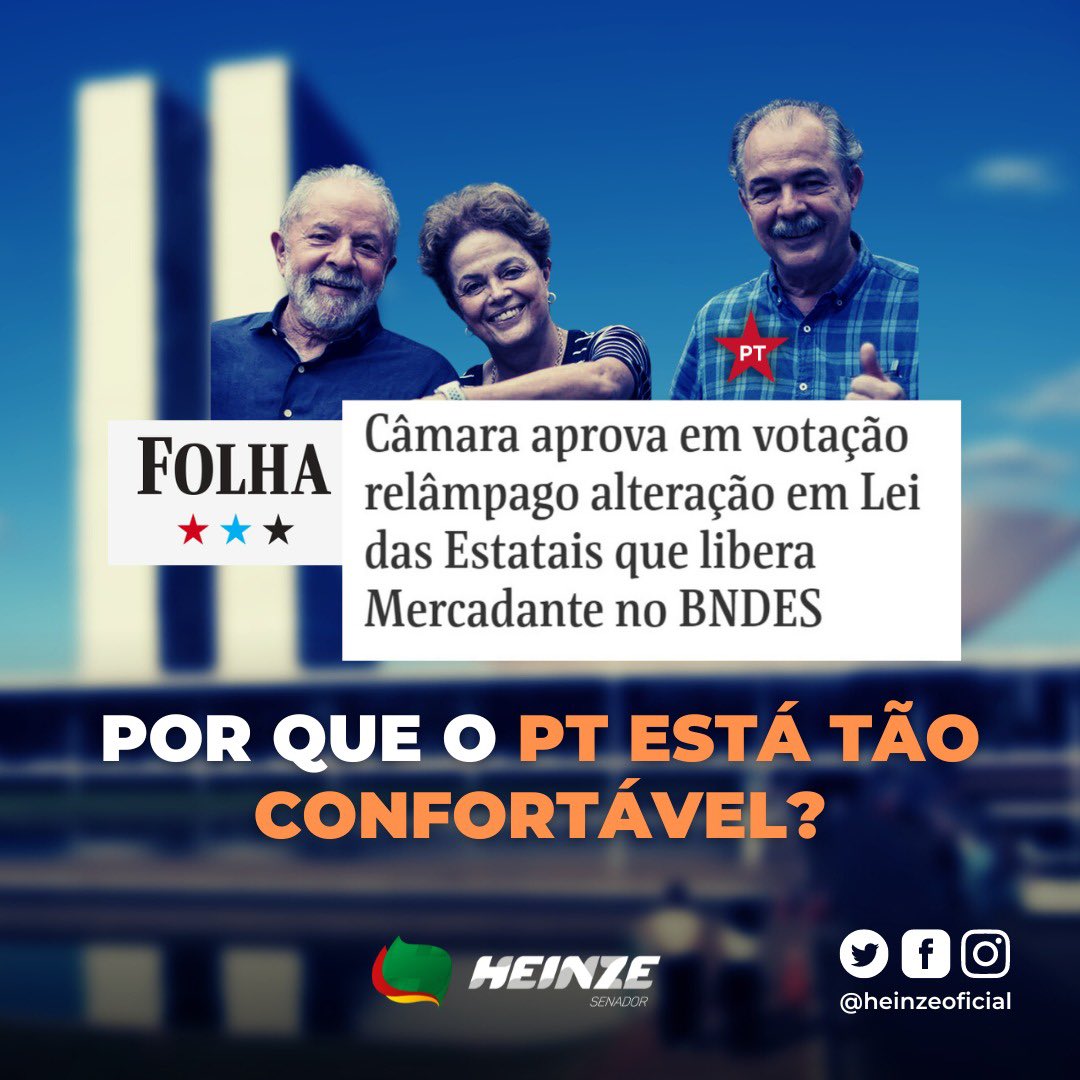 PT
FOLHA
Câmara aprova em votação
relâmpago alteração em Lei
das Estatais que libera
Mercadante no BNDES
POR QUE O PT ESTÁ TÃO
CONFORTÁVEL?
HEINZE
SENADOR
@heinzeoficial